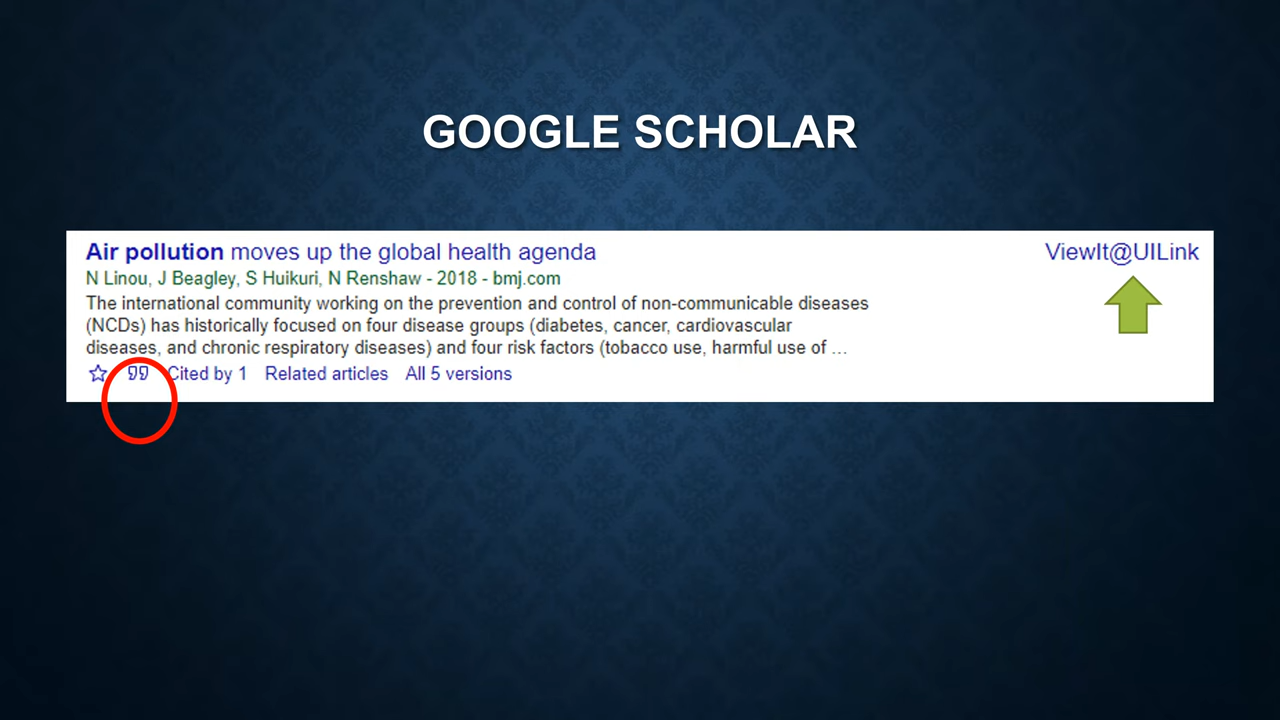 GOOGLE SCHOLAR
Air pollution moves up the global health agenda
ViewIt@UILink
N Linou, J Beagley, S Huikuri, N Renshaw - 2018 - bmj.com
The international community working on the prevention and control of non-communicable diseases
(NCDs) has historically focused on four disease groups (diabetes, cancer, cardiovascular
diseases, and chronic respiratory diseases) and four risk factors (tobacco use, harmful use of ...
Cited by 1 Related articles All 5 versions